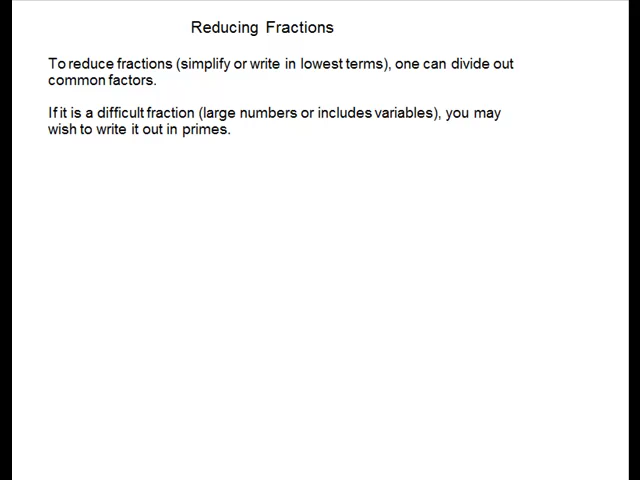 Reducing Fractions
To reduce fractions (simplify or write in lowest terms), one can divide out
common factors.
If it is a difficult fraction (large numbers or includes variables), you may
wish to write it out in primes.